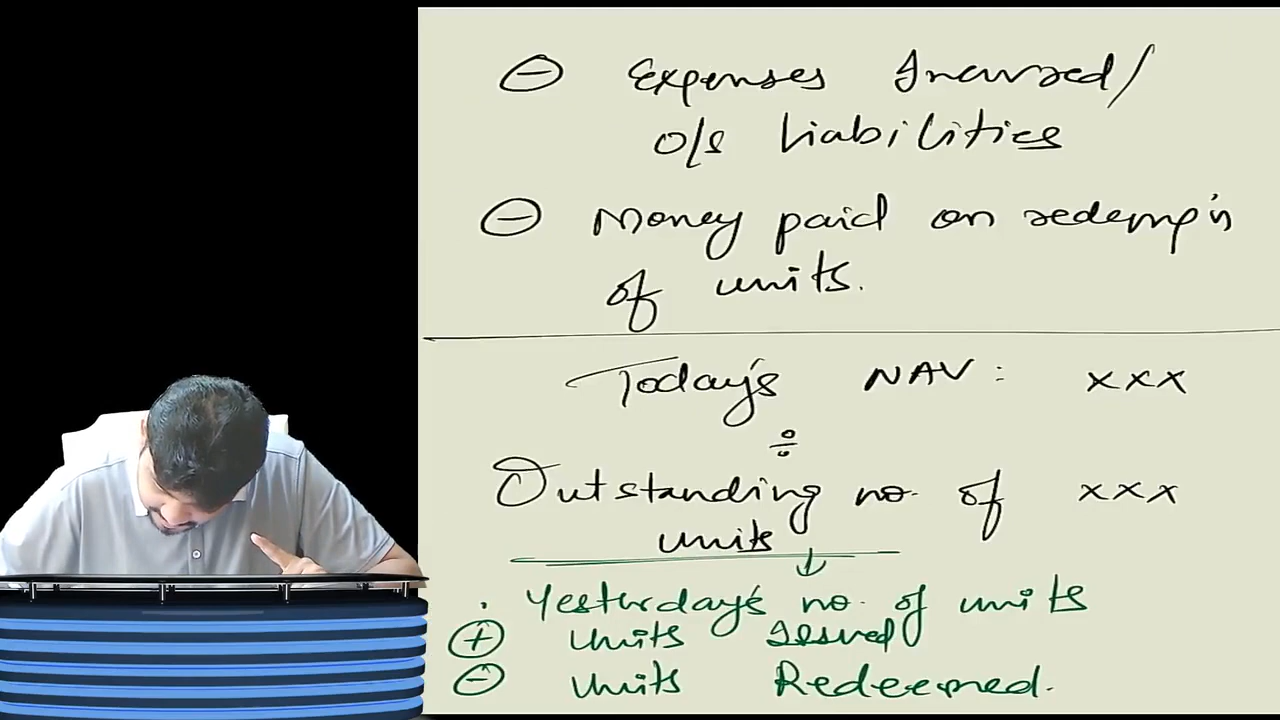 ⊖ Expenses Incurred/
o/s Liabilities
⊖ Money paid on redemp'n
of units.
Today's NAV : xxx
÷
Outstanding no. of xxx
units
↓
. Yesterday's no. of units
⊕ Units Issued
⊖ Units Redeemed.